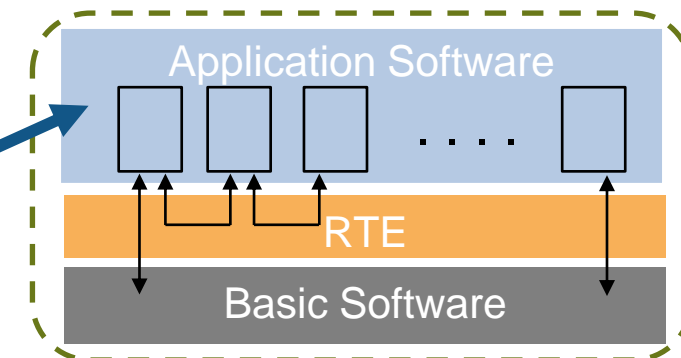 Application Software
. . . .
RTE
Basic Software